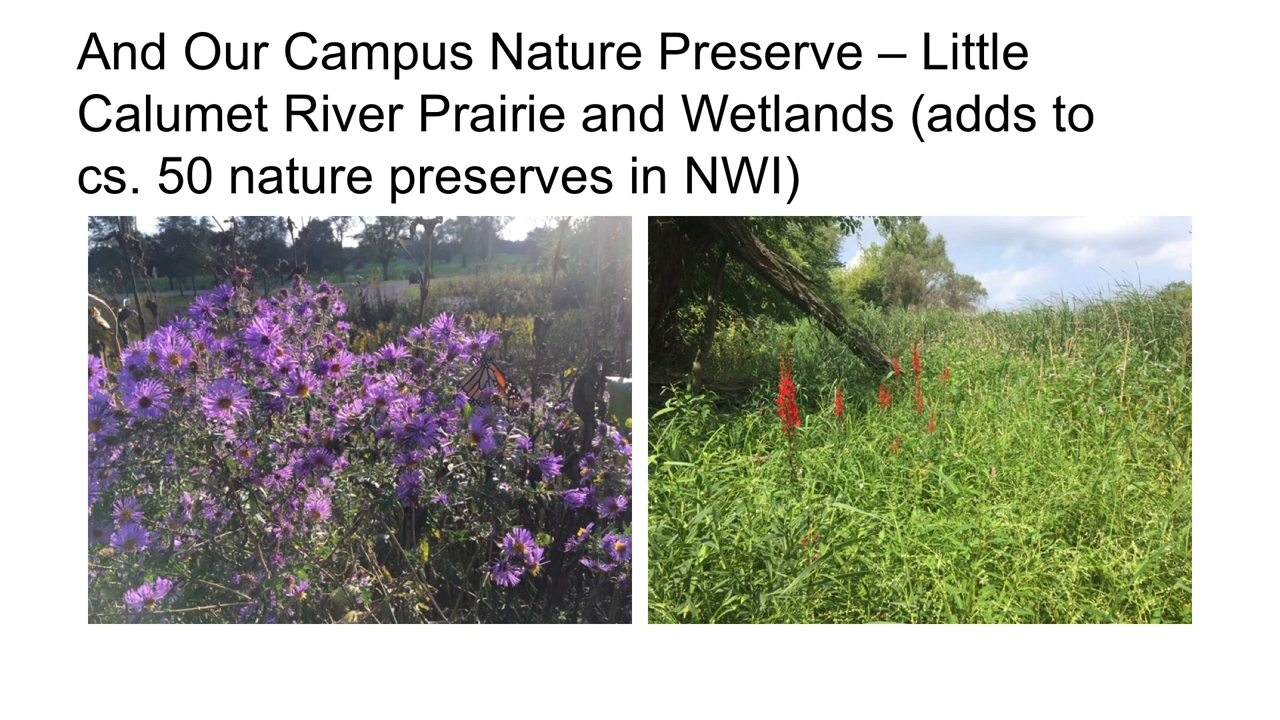 And Our Campus Nature Preserve – Little
Calumet River Prairie and Wetlands (adds to
cs. 50 nature preserves in NWI)